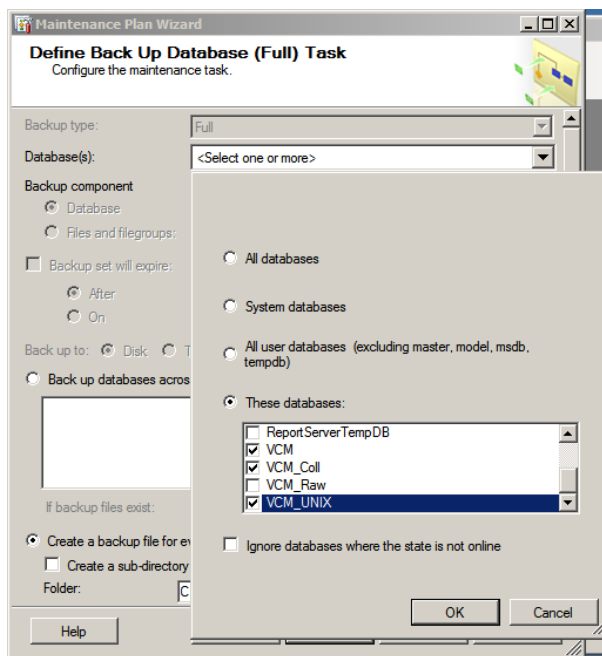 Maintenance Plan Wizard
Define Back Up Database (Full) Task
Configure the maintenance task.
Backup type:
Full
Database(s):
<Select one or more>
Backup component
Database
Files and filegroups:
Backup set will expire:
After
On
Back up to:
Disk
T
Back up databases acros
If backup files exist:
Create a backup file for ev
Create a sub-directory
Folder:
C
Help
All databases
System databases
All user databases (excluding master, model, msdb,
tempdb)
These databases:
ReportServerTempDB
VCM
VCM_Coll
VCM_Raw
VCM_UNIX
Ignore databases where the state is not online
OK
Cancel